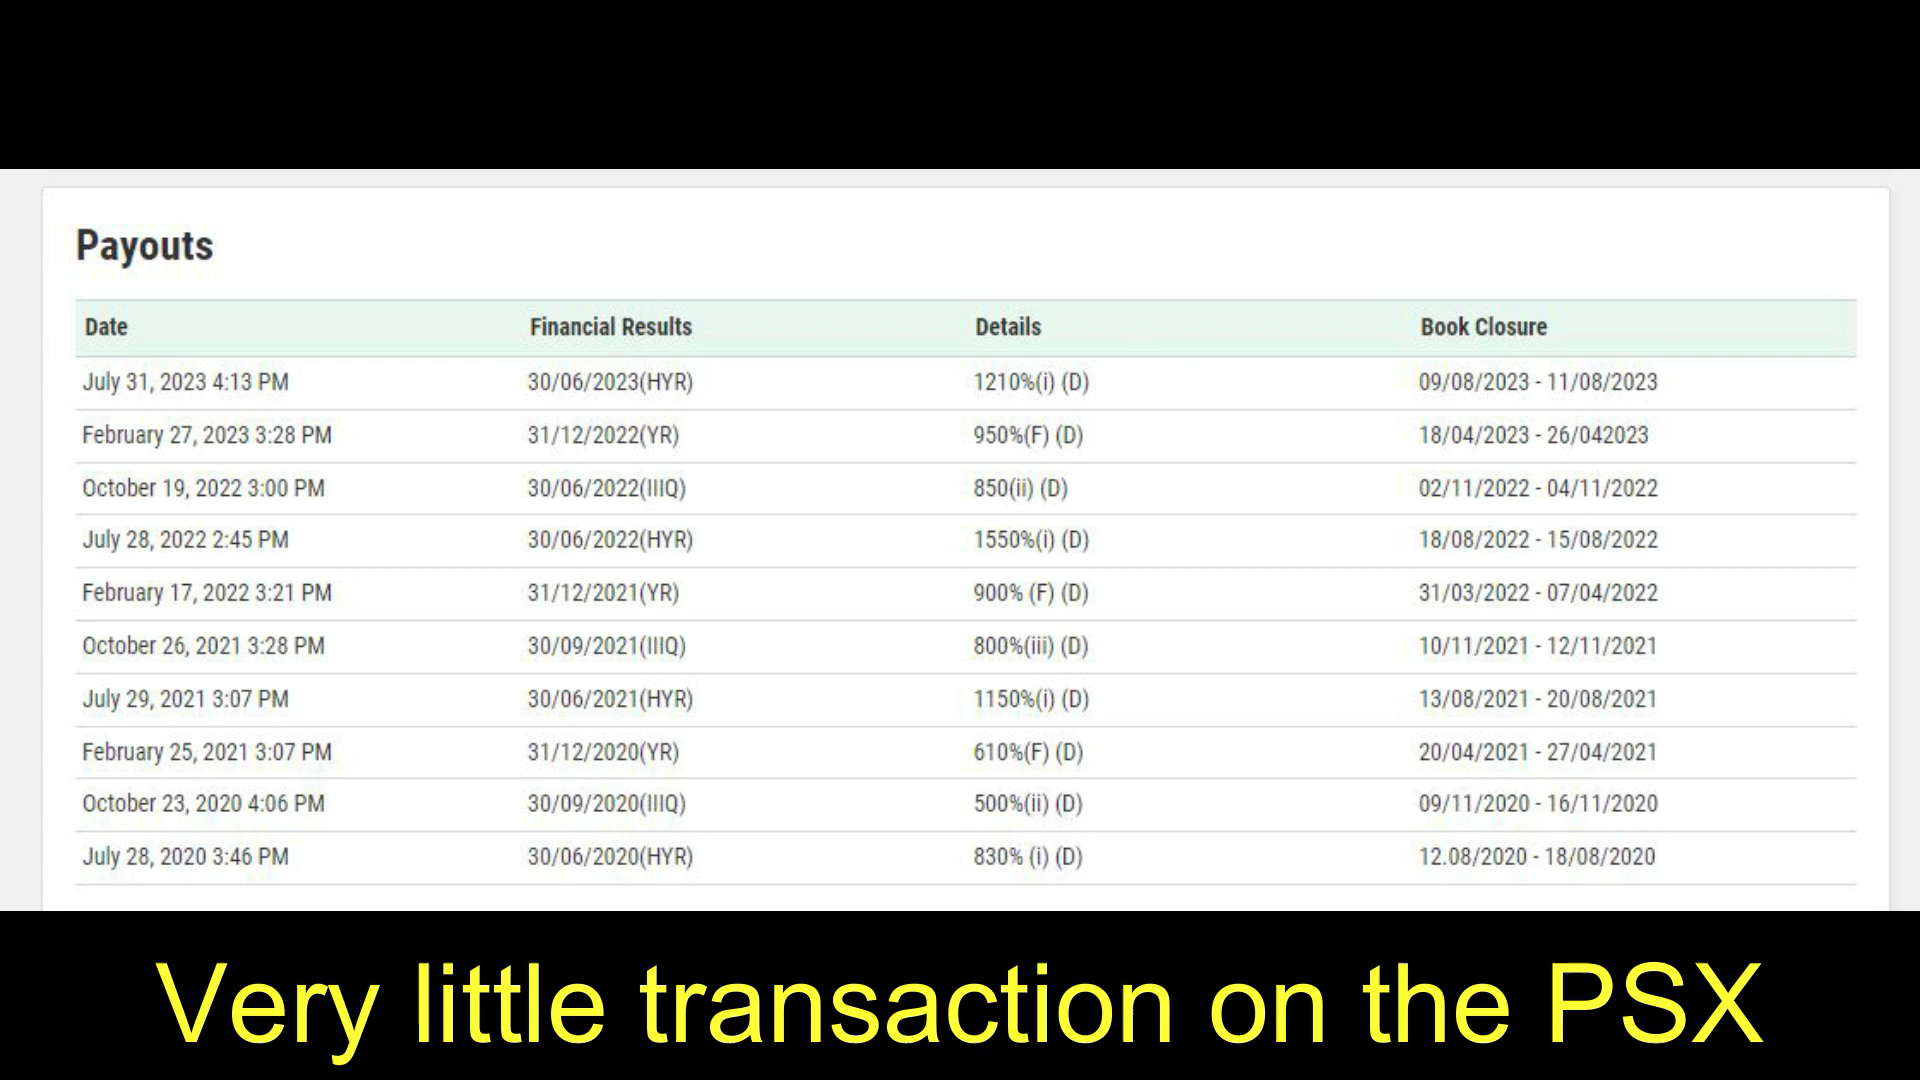 Payouts
Date Financial Results Details Book Closure
July 31, 2023 4:13 PM 30/06/2023(HYR) 1210%(i) (D) 09/08/2023 - 11/08/2023
February 27, 2023 3:28 PM 31/12/2022(YR) 950%(F) (D) 18/04/2023 - 26/042023
October 19, 2022 3:00 PM 30/06/2022(IIIQ) 850(ii) (D) 02/11/2022 - 04/11/2022
July 28, 2022 2:45 PM 30/06/2022(HYR) 1550%(i) (D) 18/08/2022 - 15/08/2022
February 17, 2022 3:21 PM 31/12/2021(YR) 900% (F) (D) 31/03/2022 - 07/04/2022
October 26, 2021 3:28 PM 30/09/2021(IIIQ) 800%(iii) (D) 10/11/2021 - 12/11/2021
July 29, 2021 3:07 PM 30/06/2021(HYR) 1150%(i) (D) 13/08/2021 - 20/08/2021
February 25, 2021 3:07 PM 31/12/2020(YR) 610%(F) (D) 20/04/2021 - 27/04/2021
October 23, 2020 4:06 PM 30/09/2020(IIIQ) 500%(ii) (D) 09/11/2020 - 16/11/2020
July 28, 2020 3:46 PM 30/06/2020(HYR) 830% (i) (D) 12.08/2020 - 18/08/2020
Very little transaction on the PSX